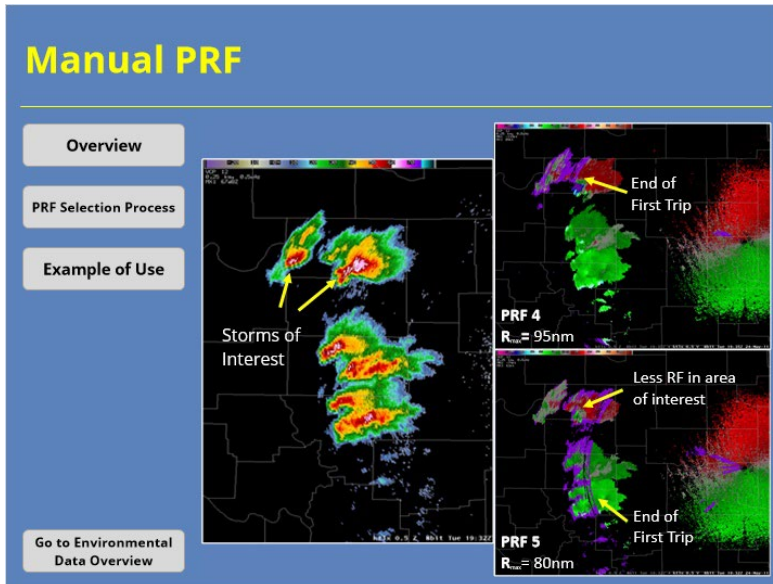 Manual PRF
Overview
PRF Selection Process
Example of Use
Go to Environmental
Data Overview
VCP 12
Storms of
Interest
End of
First Trip
PRF 4
Rmax= 95nm
Less RF in area
of interest
End of
First Trip
PRF 5
Rmax= 80nm